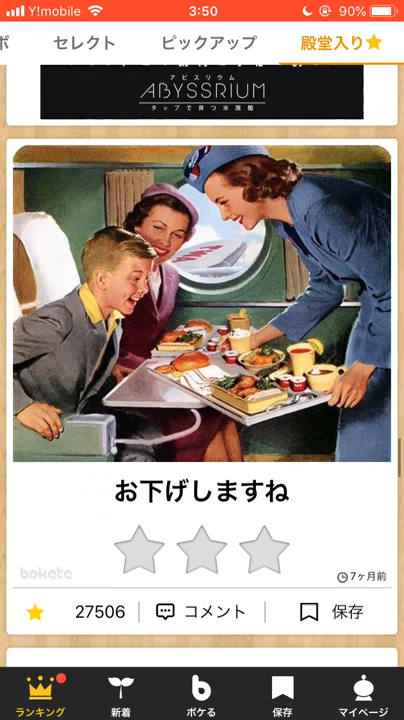 Y!mobile 3:50 90%
ボ セレクト ピックアップ 殿堂入り
アビスリウム
ABYSSRIUM
タップで育つ水族館
お下げしますね
bokete
7ヶ月前
27506 コメント 保存
ランキング 新着 ボケる 保存 マイページ